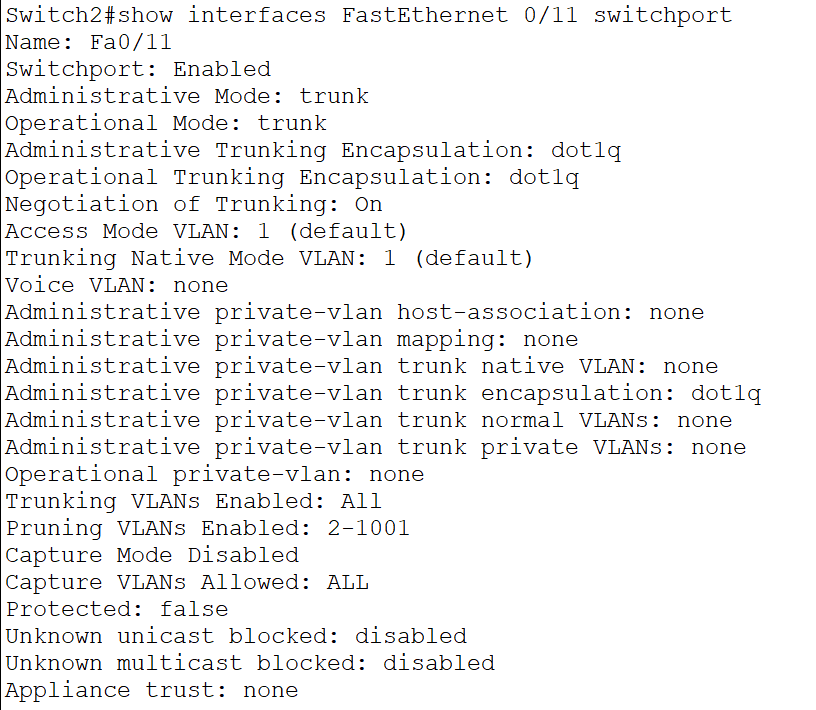 Switch2#show interfaces FastEthernet 0/11 switchport
Name: Fa0/11
Switchport: Enabled
Administrative Mode: trunk
Operational Mode: trunk
Administrative Trunking Encapsulation: dot1q
Operational Trunking Encapsulation: dot1q
Negotiation of Trunking: On
Access Mode VLAN: 1 (default)
Trunking Native Mode VLAN: 1 (default)
Voice VLAN: none
Administrative private-vlan host-association: none
Administrative private-vlan mapping: none
Administrative private-vlan trunk native VLAN: none
Administrative private-vlan trunk encapsulation: dot1q
Administrative private-vlan trunk normal VLANs: none
Administrative private-vlan trunk private VLANs: none
Operational private-vlan: none
Trunking VLANs Enabled: All
Pruning VLANs Enabled: 2-1001
Capture Mode Disabled
Capture VLANs Allowed: ALL
Protected: false
Unknown unicast blocked: disabled
Unknown multicast blocked: disabled
Appliance trust: none